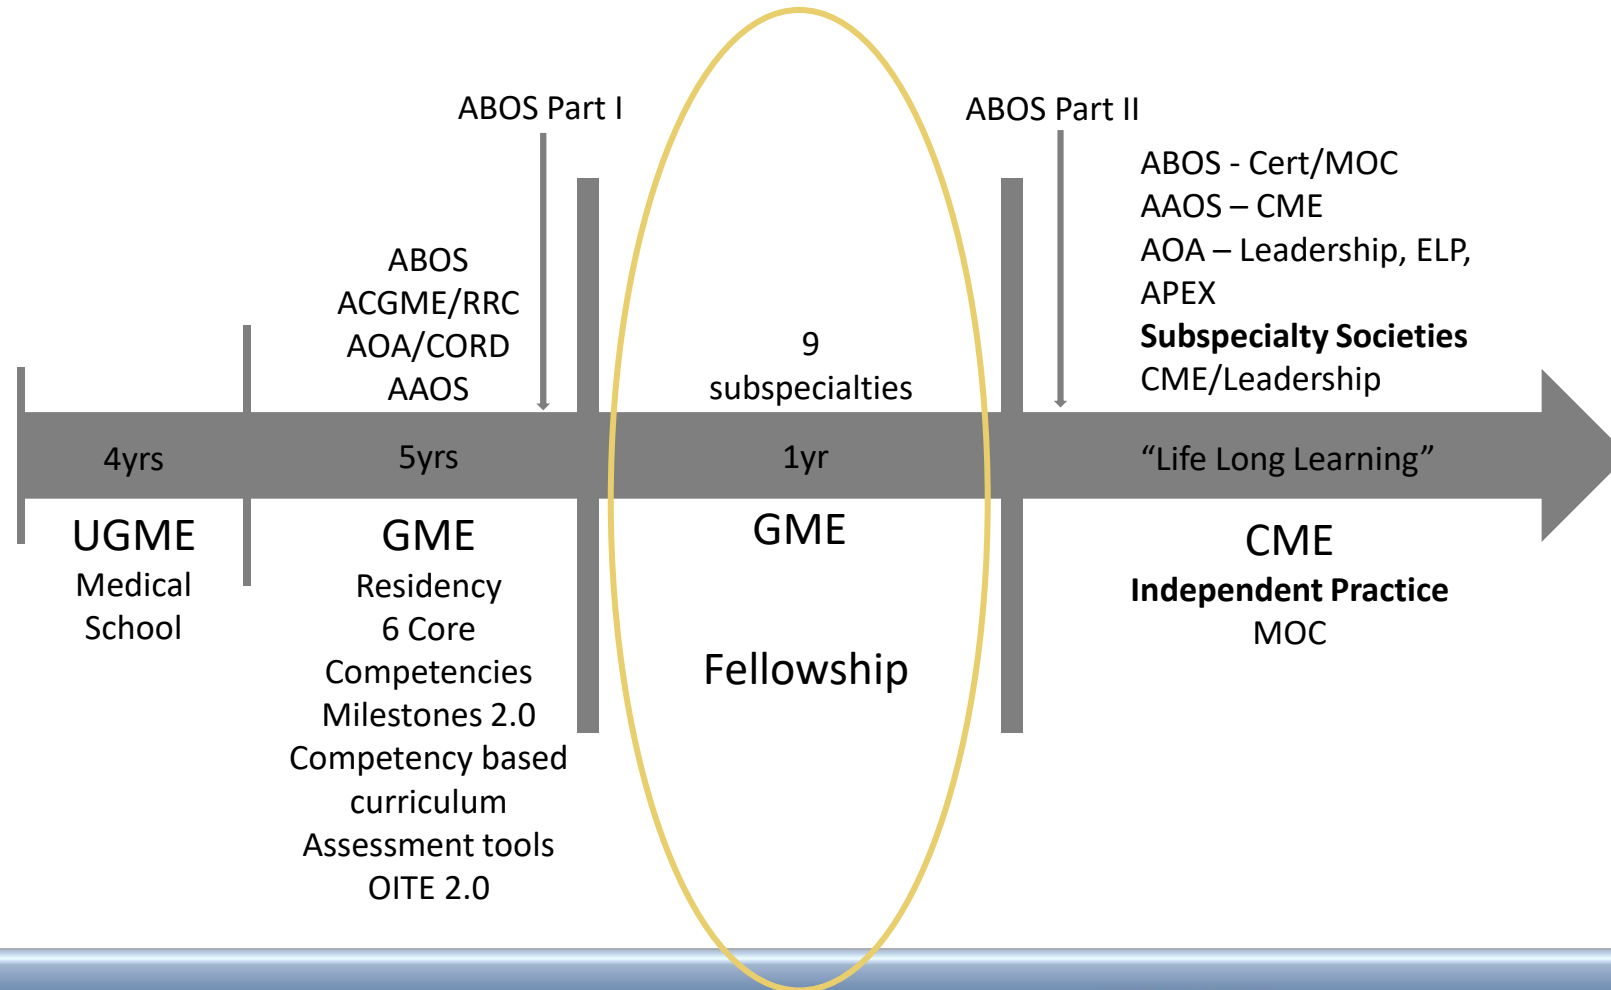 ABOS Part I
ABOS Part II
ABOS
ACGME/RRC
AOA/CORD
AAOS
9
subspecialties
ABOS - Cert/MOC
AAOS – CME
AOA – Leadership, ELP,
APEX
Subspecialty Societies
CME/Leadership
4yrs
5yrs
1yr
“Life Long Learning”
UGME
Medical
School
GME
Residency
6 Core
Competencies
Milestones 2.0
Competency based
curriculum
Assessment tools
OITE 2.0
GME
Fellowship
CME
Independent Practice
MOC